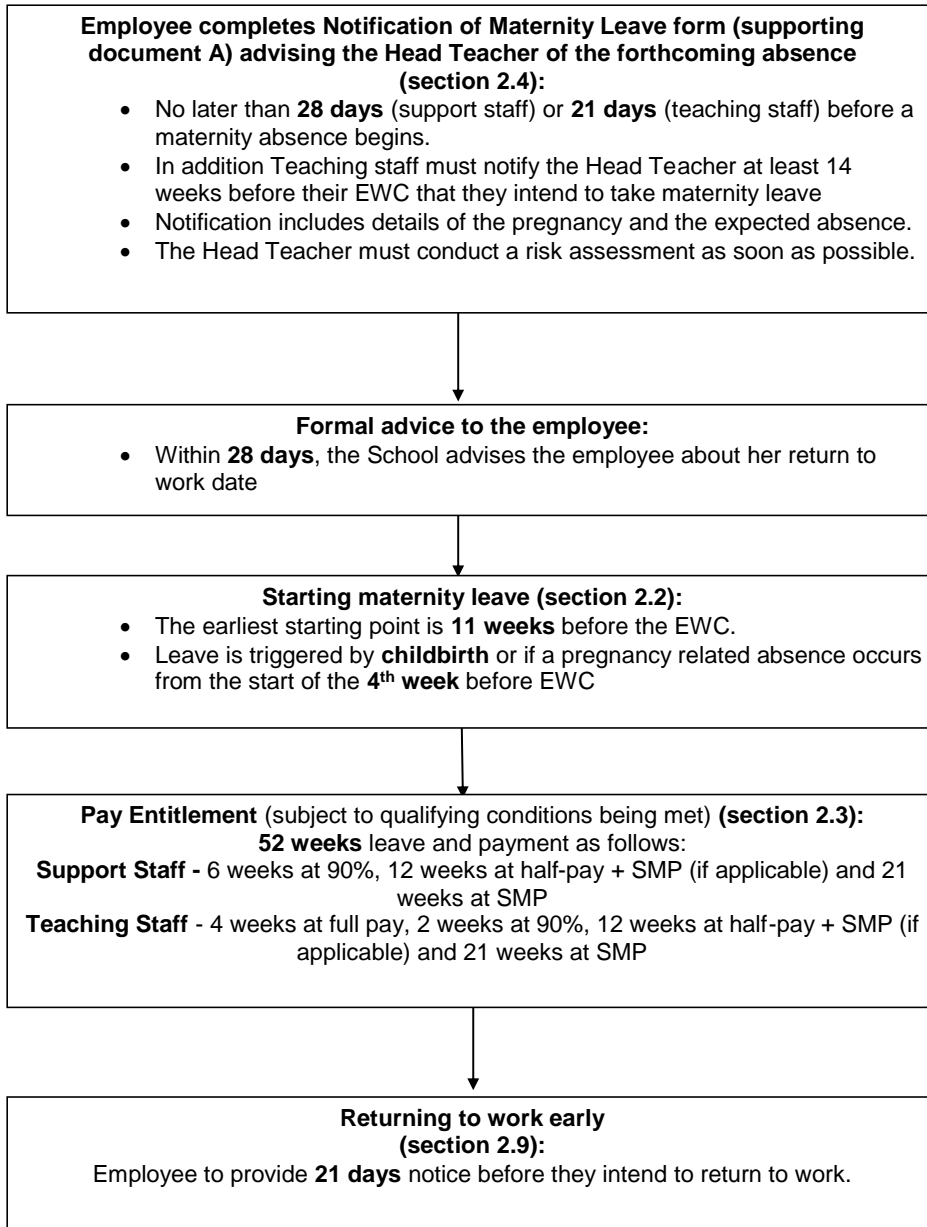 Employee completes Notification of Maternity Leave form (supporting
document A) advising the Head Teacher of the forthcoming absence
(section 2.4):
• No later than 28 days (support staff) or 21 days (teaching staff) before a
maternity absence begins.
• In addition Teaching staff must notify the Head Teacher at least 14
weeks before their EWC that they intend to take maternity leave
• Notification includes details of the pregnancy and the expected absence.
• The Head Teacher must conduct a risk assessment as soon as possible.
Formal advice to the employee:
• Within 28 days, the School advises the employee about her return to
work date
Starting maternity leave (section 2.2):
• The earliest starting point is 11 weeks before the EWC.
• Leave is triggered by childbirth or if a pregnancy related absence occurs
from the start of the 4th week before EWC
Pay Entitlement (subject to qualifying conditions being met) (section 2.3):
52 weeks leave and payment as follows:
Support Staff - 6 weeks at 90%, 12 weeks at half-pay + SMP (if applicable) and 21
weeks at SMP
Teaching Staff - 4 weeks at full pay, 2 weeks at 90%, 12 weeks at half-pay + SMP (if
applicable) and 21 weeks at SMP
Returning to work early
(section 2.9):
Employee to provide 21 days notice before they intend to return to work.